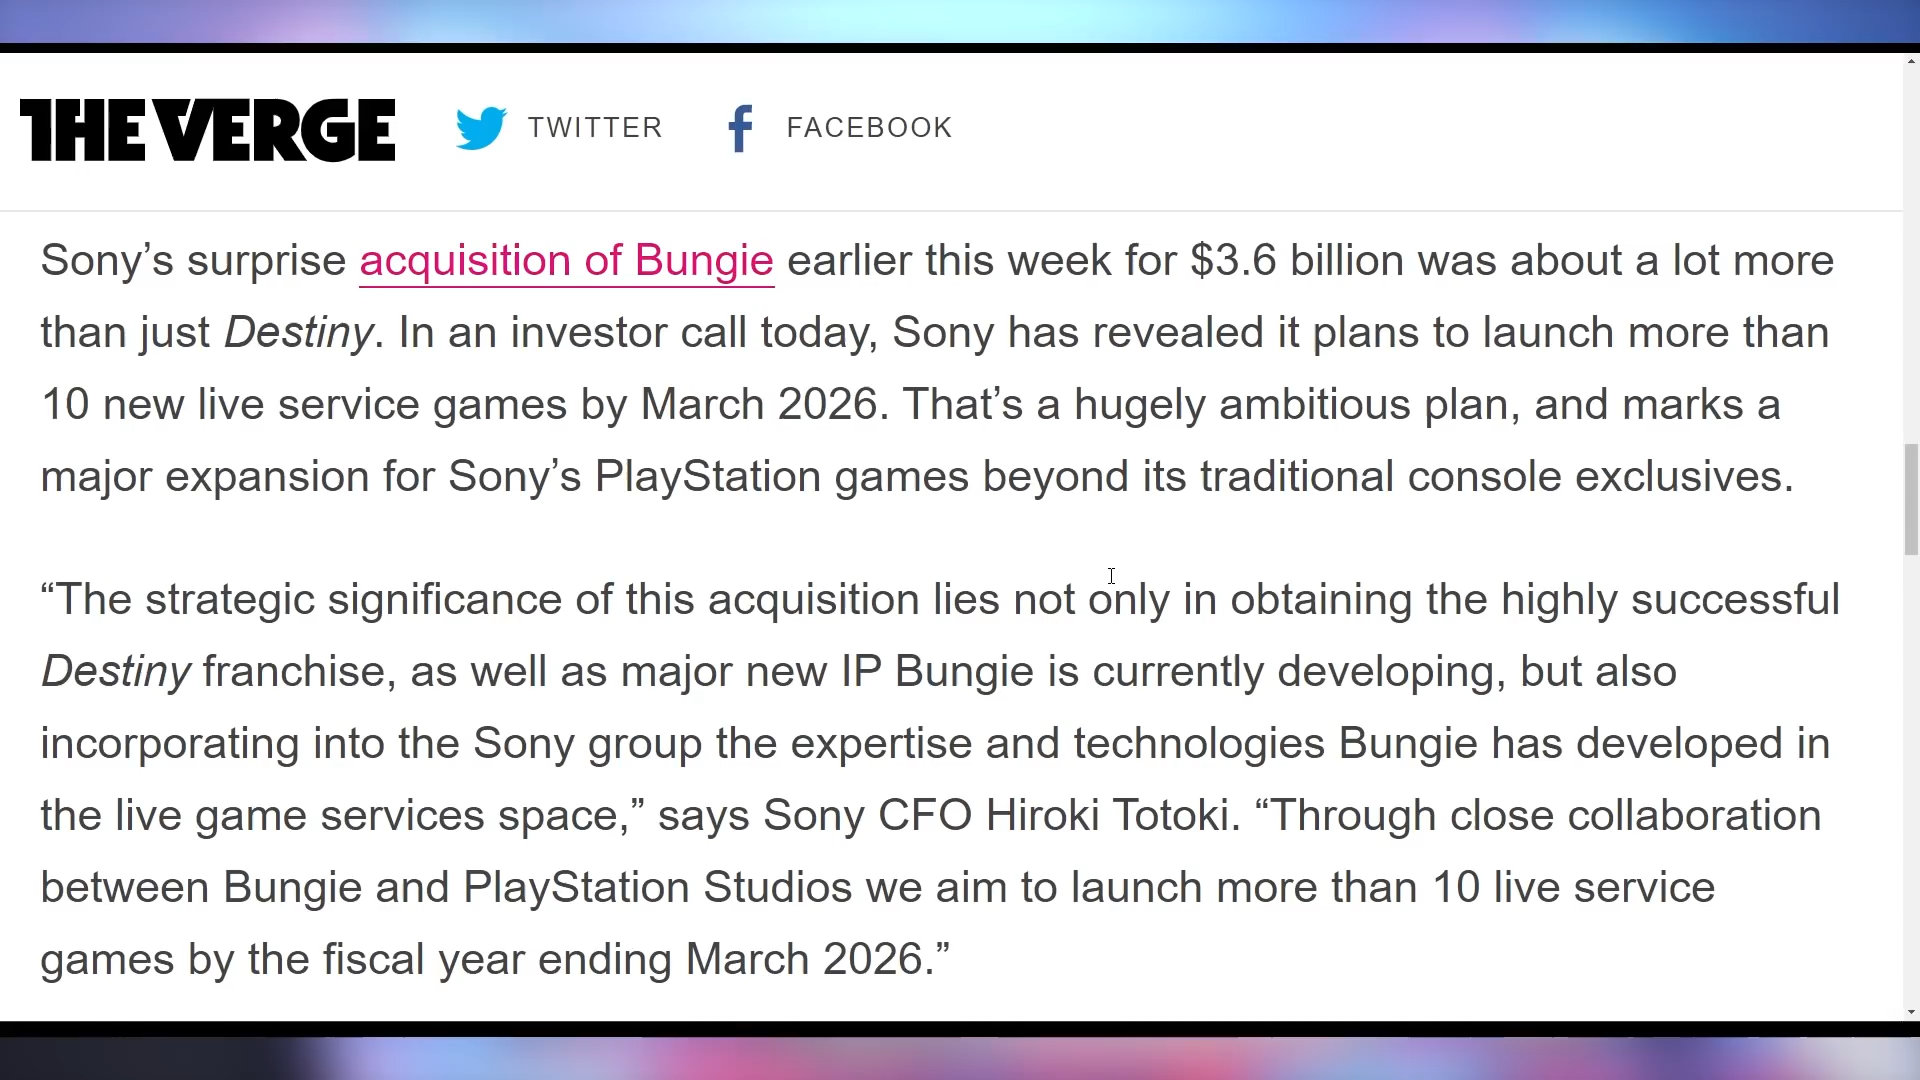 THE VERGE TWITTER FACEBOOK
Sony’s surprise acquisition of Bungie earlier this week for $3.6 billion was about a lot more
than just Destiny. In an investor call today, Sony has revealed it plans to launch more than
10 new live service games by March 2026. That’s a hugely ambitious plan, and marks a
major expansion for Sony’s PlayStation games beyond its traditional console exclusives.
“The strategic significance of this acquisition lies not only in obtaining the highly successful
Destiny franchise, as well as major new IP Bungie is currently developing, but also
incorporating into the Sony group the expertise and technologies Bungie has developed in
the live game services space,” says Sony CFO Hiroki Totoki. “Through close collaboration
between Bungie and PlayStation Studios we aim to launch more than 10 live service
games by the fiscal year ending March 2026.”